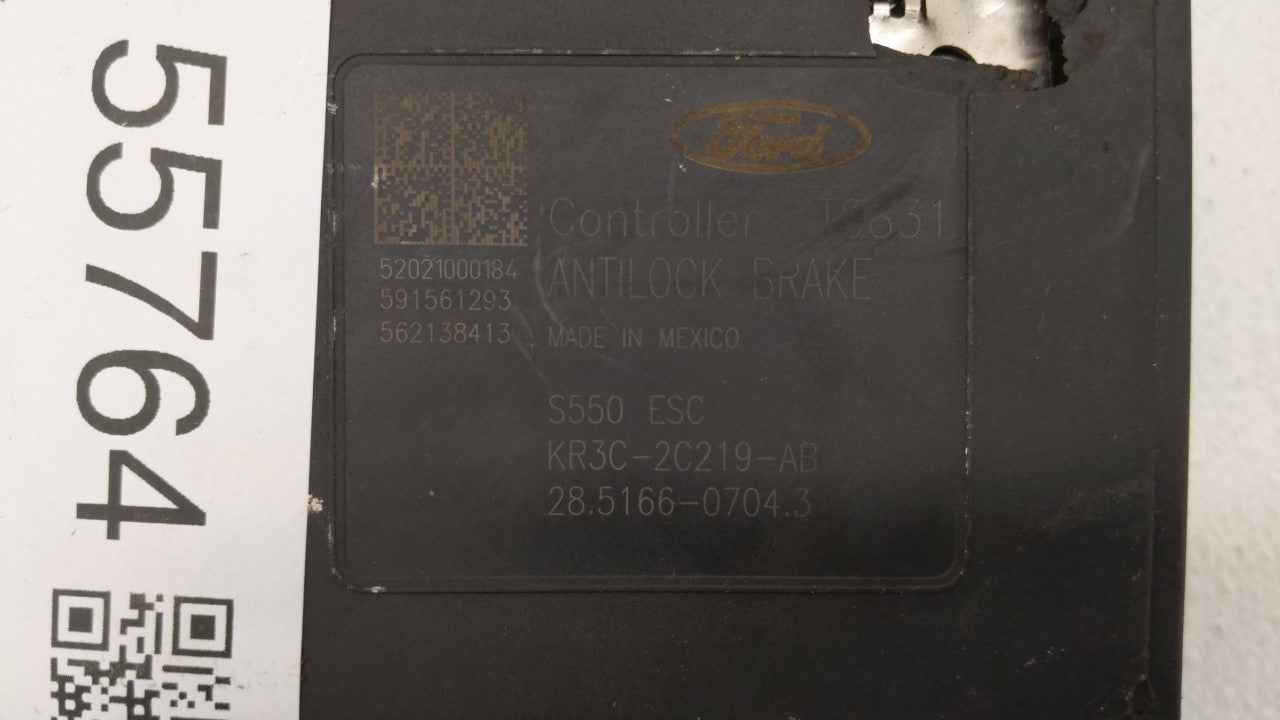 55764
Ford
Controller T9831
ANTILOCK BRAKE
52021000184
591561293
562138413
MADE IN MEXICO
S550 ESC
KR3C-2C219-AB
28.5166-0704.3